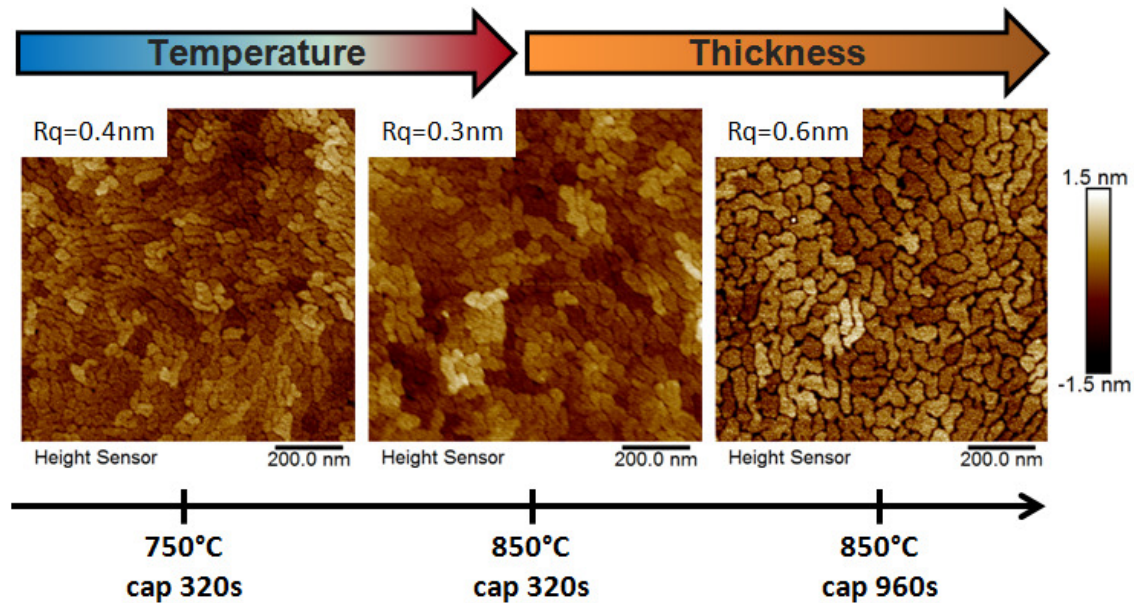 Temperature
Thickness
Rq=0.4nm
Rq=0.3nm
Rq=0.6nm
1.5 nm
-1.5 nm
Height Sensor
200.0 nm
Height Sensor
200.0 nm
Height Sensor
200.0 nm
750°C
cap 320s
850°C
cap 320s
850°C
cap 960s